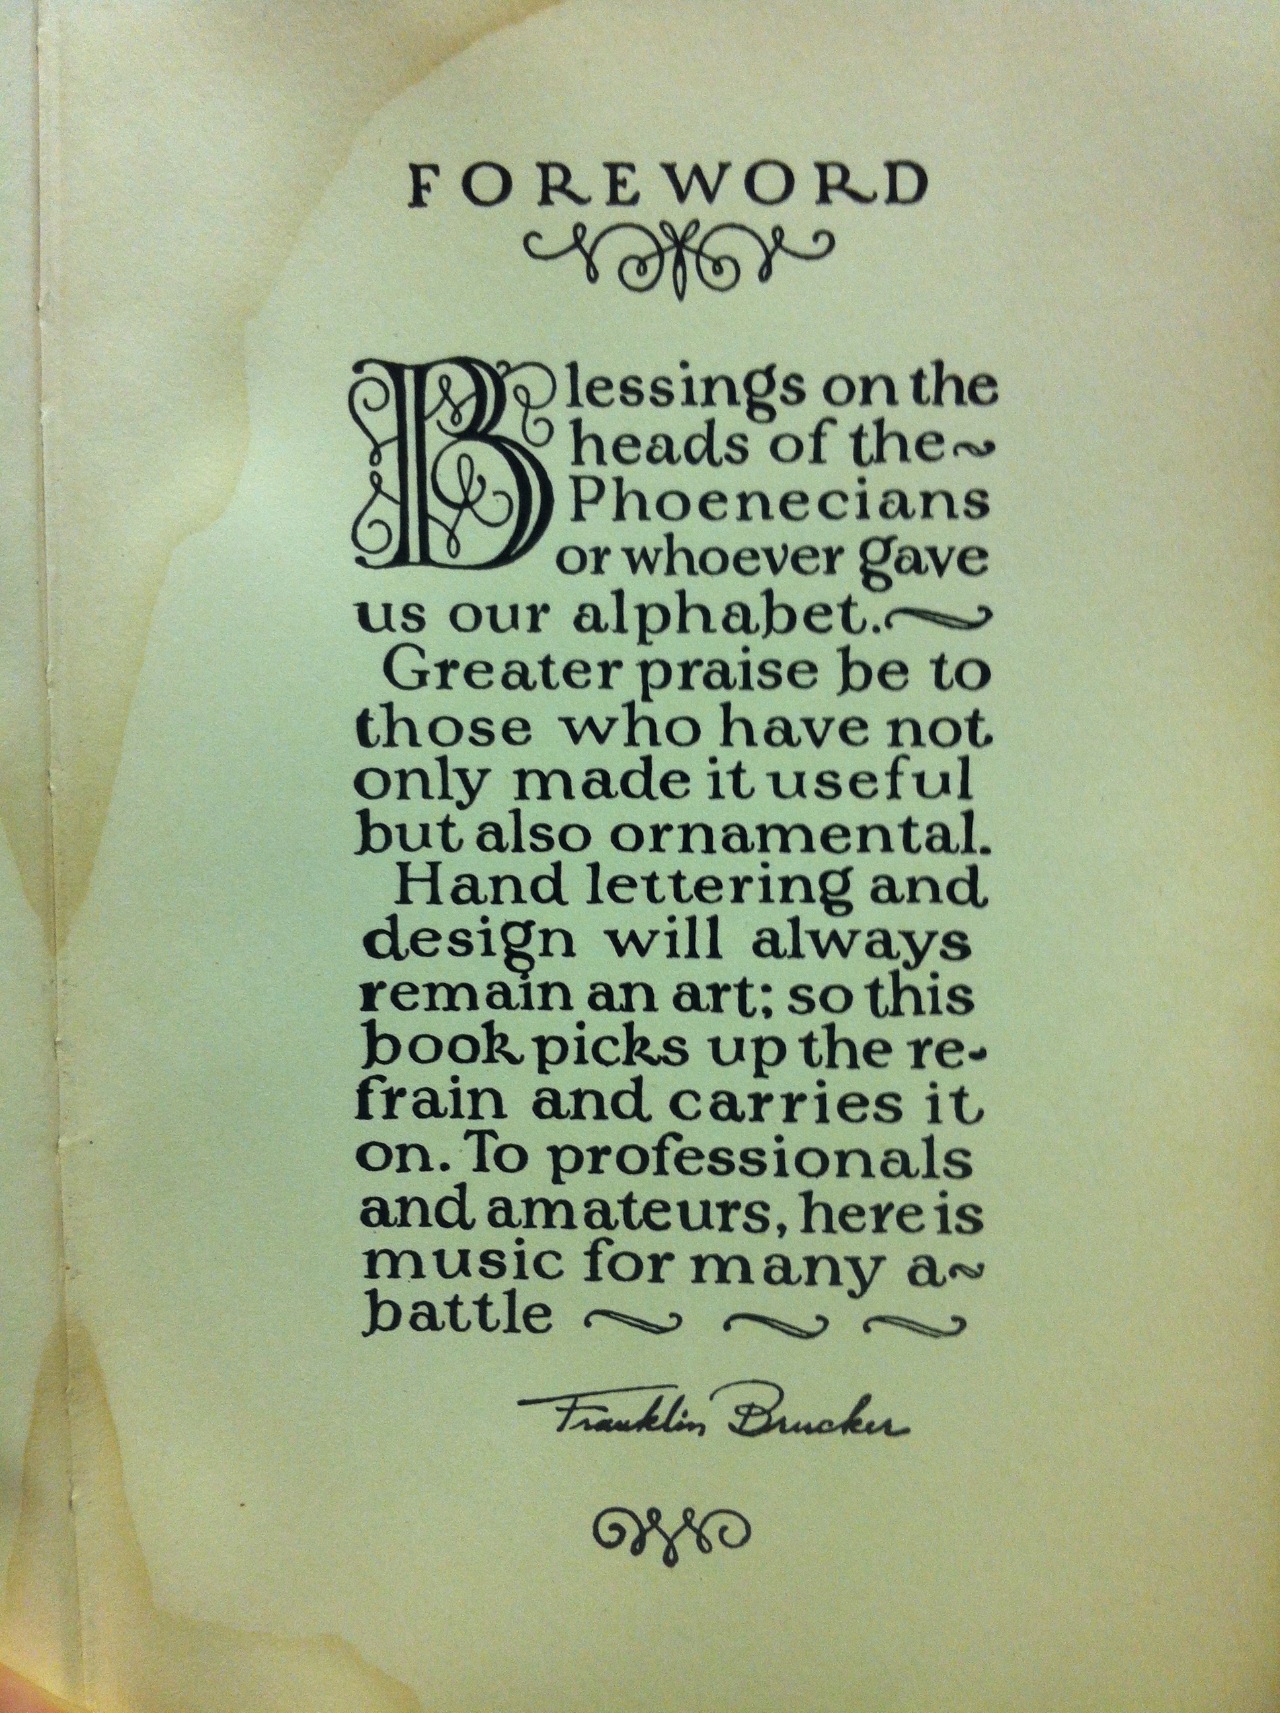 FOREWORD
Blessings on the
heads of the~
Phoenecians
or whoever gave
us our alphabet.
Greater praise be to
those who have not
only made it useful
but also ornamental.
Hand lettering and
design will always
remain an art; so this
book picks up the re-
frain and carries it
on. To professionals
and amateurs, here is
music for many a~
battle
Franklin Brucker